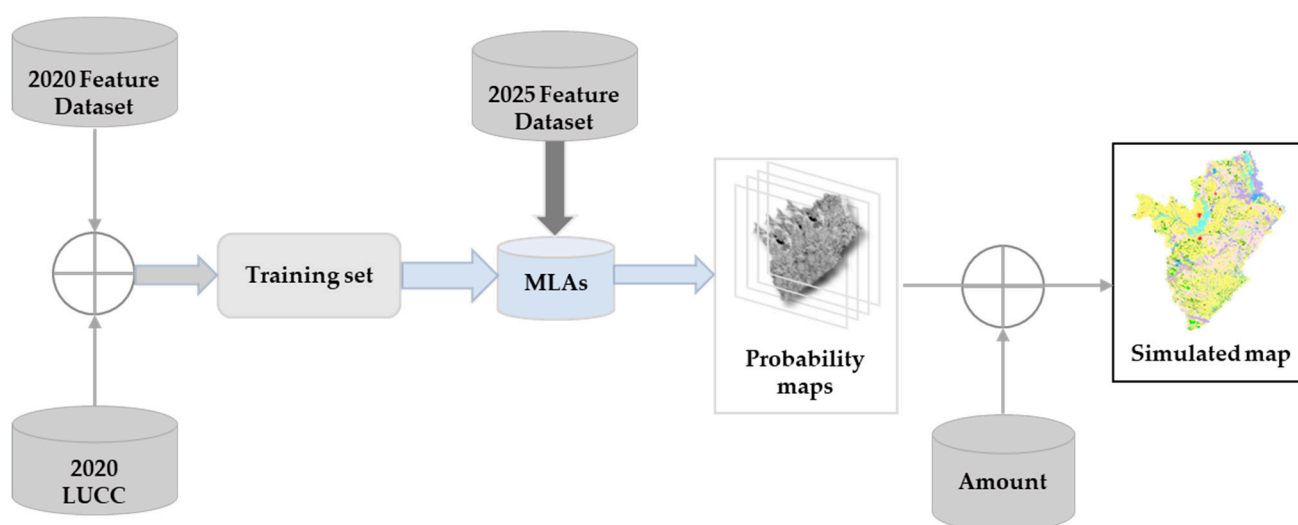 2020 Feature
Dataset
2025 Feature
Dataset
Training set
MLAs
Probability
maps
Simulated map
2020
LUCC
Amount